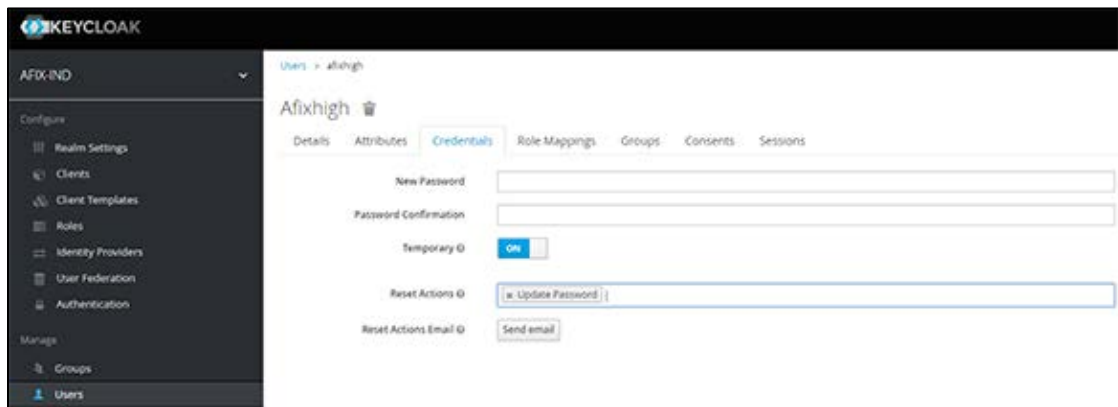 KEYCLOAK
AFIX-IND
Configure
Realm Settings
Clients
Client Templates
Roles
Identity Providers
User Federation
Authentication
Manage
Groups
Users
Users > afixhigh
Afixhigh
Details Attributes Credentials Role Mappings Groups Consents Sessions
New Password
Password Confirmation
Temporary ON
Reset Actions × Update Password
Reset Actions Email Send email